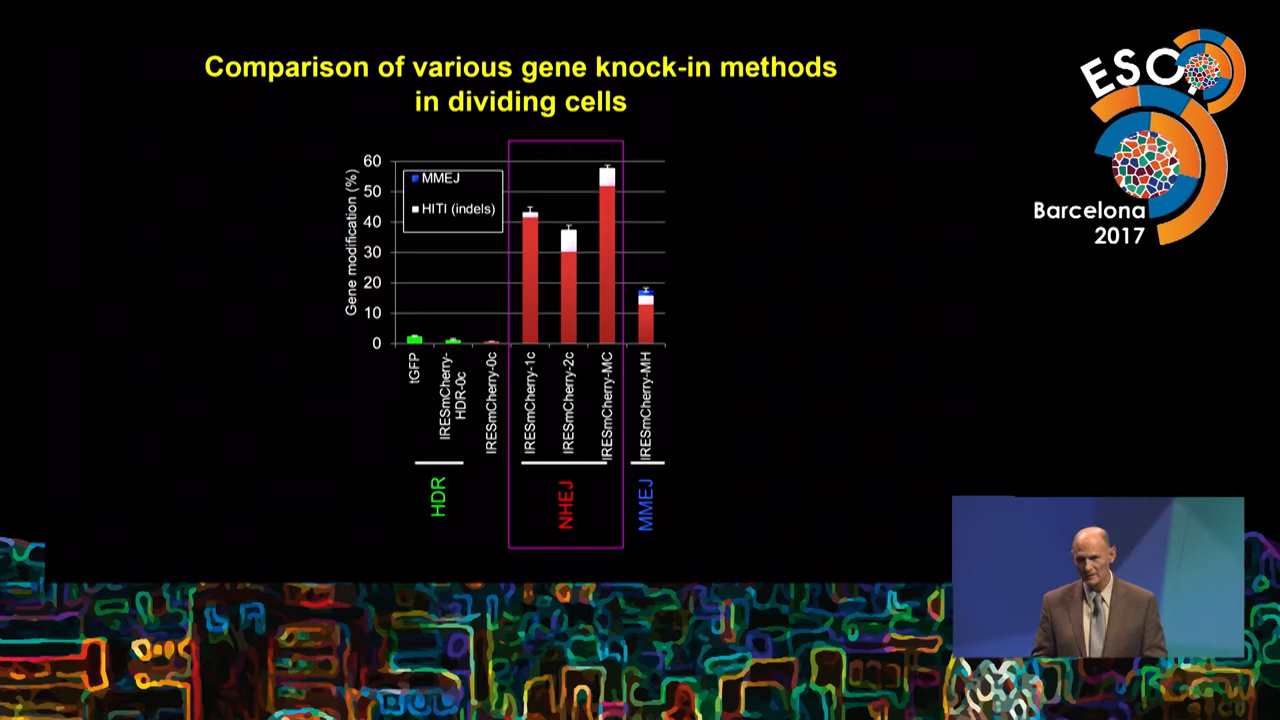 Comparison of various gene knock-in methods
in dividing cells
ESC
Barcelona
2017
Gene modification (%)
60
50
40
30
20
10
0
MMEJ
HITI (indels)
tGFP
IRESmCherry-
HDR-0c
IRESmCherry-0c
IRESmCherry-1c
IRESmCherry-2c
IRESmCherry-MC
IRESmCherry-MH
HDR
NHEJ
MMEJ